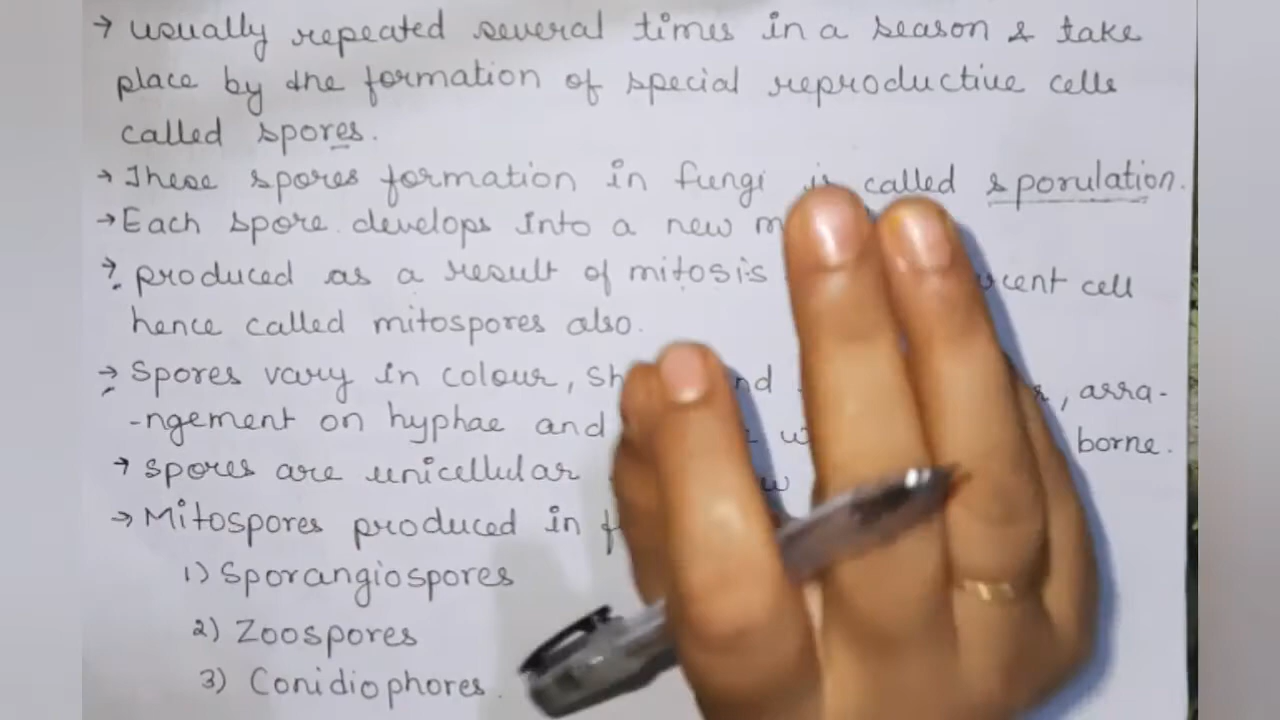 → usually repeated several times in a season & take
place by the formation of special reproductive cells
called spores.
→ These spores formation in fungi is called sporulation.
→ Each spore develops into a new
→ produced as a result of mitosis cell
hence called mitospores also.
→ Spores vary in colour, arra-
-ngement on hyphae and borne.
→ spores are unicellular
→ Mitospores produced in
1) Sporangiospores
2) Zoospores
3) Conidiophores.